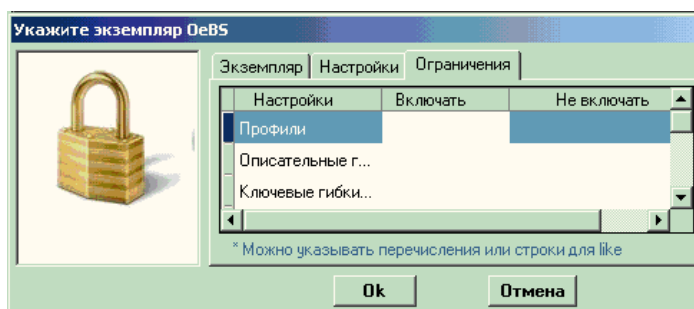 Укажите экземпляр OeBS
Экземпляр Настройки Ограничения
Настройки Включать Не включать
Профили
Описательные г...
Ключевые гибки...
* Можно указывать перечисления или строки для like
Ok Отмена